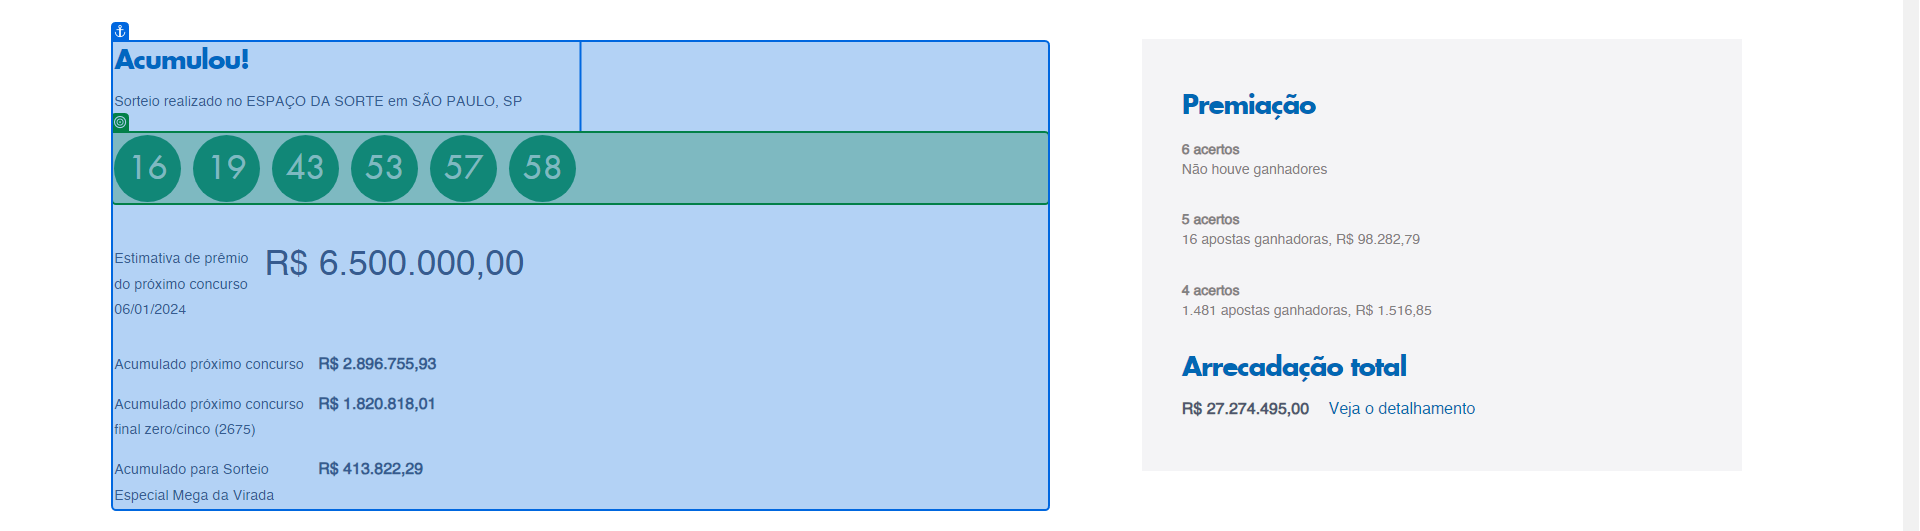 Acumulou!
Sorteio realizado no ESPAÇO DA SORTE em SÃO PAULO, SP
16 19 43 53 57 58
Estimativa de prêmio
do próximo concurso
06/01/2024
R$ 6.500.000,00
Acumulado próximo concurso R$ 2.896.755,93
Acumulado próximo concurso R$ 1.820.818,01
final zero/cinco (2675)
Acumulado para Sorteio R$ 413.822,29
Especial Mega da Virada
Premiação
6 acertos
Não houve ganhadores
5 acertos
16 apostas ganhadoras, R$ 98.282,79
4 acertos
1.481 apostas ganhadoras, R$ 1.516,85
Arrecadação total
R$ 27.274.495,00 Veja o detalhamento